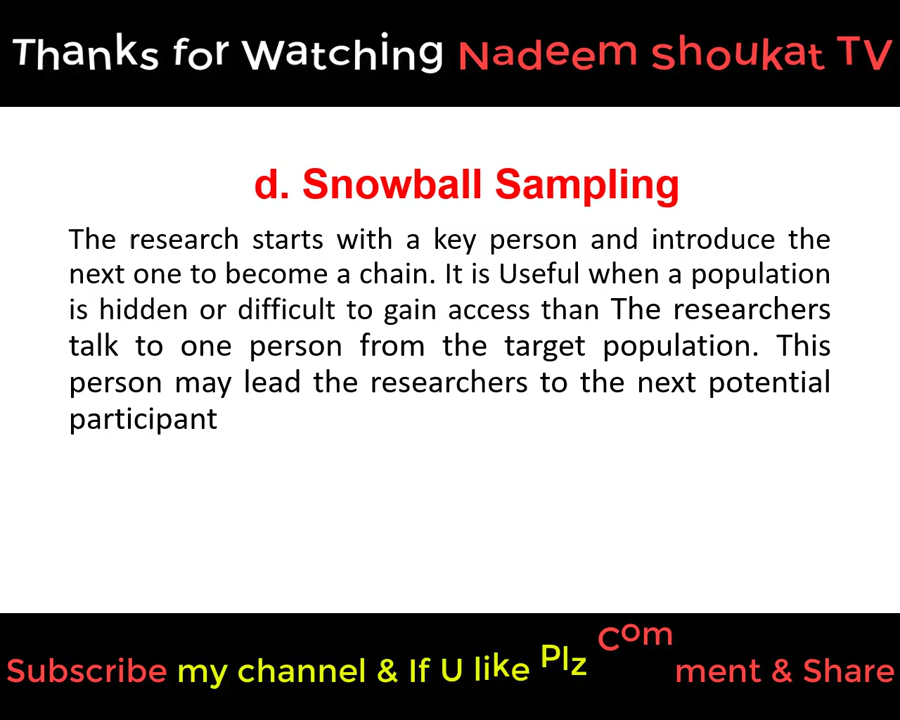 Thanks for Watching Nadeem Shoukat TV
d. Snowball Sampling
The research starts with a key person and introduce the
next one to become a chain. It is Useful when a population
is hidden or difficult to gain access than The researchers
talk to one person from the target population. This
person may lead the researchers to the next potential
participant
Subscribe my channel & If U like Plz Comment & Share